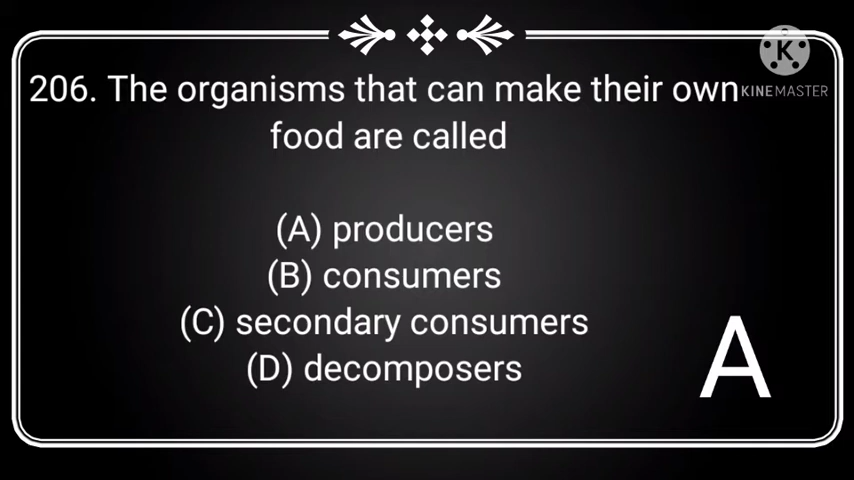 206. The organisms that can make their own
food are called
(A) producers
(B) consumers
(C) secondary consumers
(D) decomposers
A
K
KINEMASTER